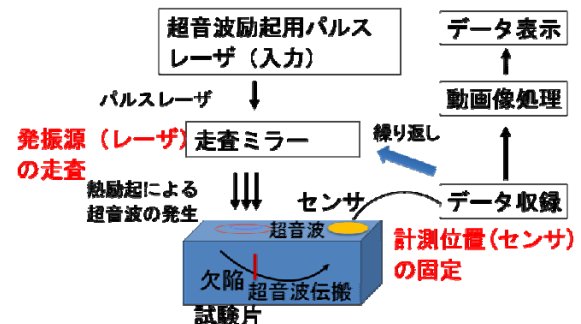 超音波励起用パルス
レーザ（入力）
パルスレーザ
発振源（レーザ）
の走査
走査ミラー
熱励起による
超音波の発生
センサ
超音波
欠陥
超音波伝搬
試験片
データ表示
動画像処理
繰り返し
データ収録
計測位置（センサ）
の固定